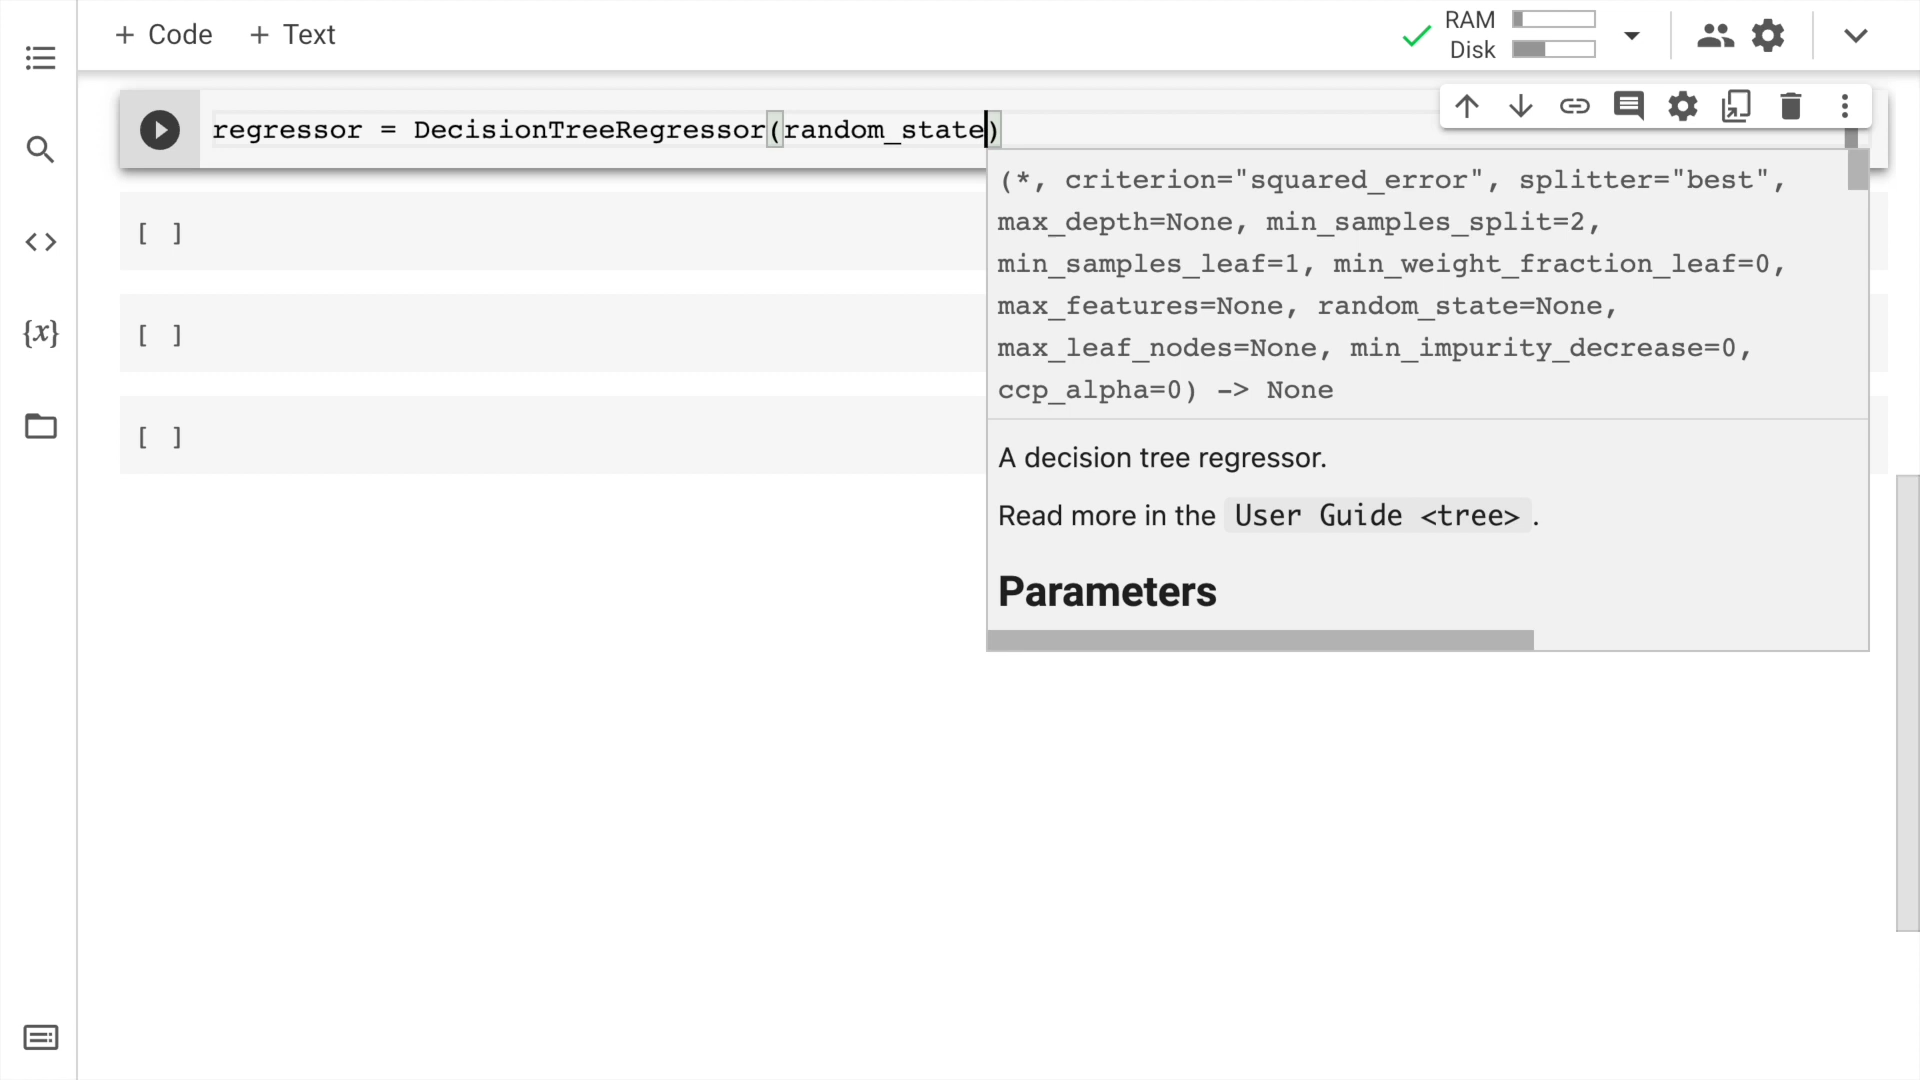 + Code + Text
RAM
Disk
regressor = DecisionTreeRegressor(random_state)
(*, criterion="squared_error", splitter="best",
max_depth=None, min_samples_split=2,
min_samples_leaf=1, min_weight_fraction_leaf=0,
max_features=None, random_state=None,
max_leaf_nodes=None, min_impurity_decrease=0,
ccp_alpha=0) -> None
[ ]
[ ]
[ ]
A decision tree regressor.
Read more in the User Guide <tree> .
Parameters
{x}